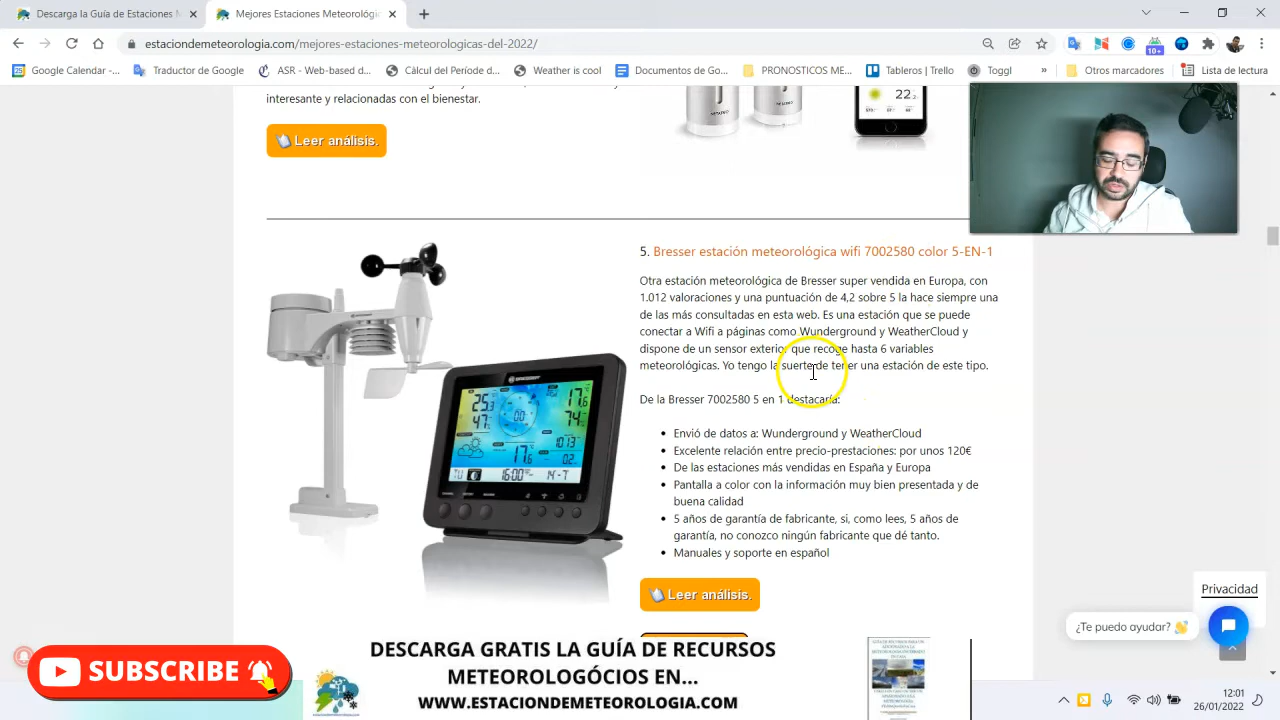 Descarga la Guía de Estaciones M
Mejores Estaciones Meteorológi
estaciondemeteorologia.com/mejores-estaciones-meteorologicas-del-2022/
10+
Google Calendar -...
Traductor de Google
ASR - Web-based d...
Cálcul del Període d...
Weather is cool
Documentos de Go...
PRONOSTICOS ME...
Tableros | Trello
Toggl
»
Otros marcadores
Lista de lectura
interesante y relacionadas con el bienestar.
Leer análisis.
5. Bresser estación meteorológica wifi 7002580 color 5-EN-1
Otra estación meteorológica de Bresser super vendida en Europa, con
1.012 valoraciones y una puntuación de 4,2 sobre 5 la hace siempre una
de las más consultadas en esta web. Es una estación que se puede
conectar a Wifi a páginas como Wunderground y WeatherCloud y
dispone de un sensor exterior que recoge hasta 6 variables
meteorológicas. Yo tengo la suerte de tener una estación de este tipo.
De la Bresser 7002580 5 en 1 destacaría:
• Envió de datos a: Wunderground y WeatherCloud
• Excelente relación entre precio-prestaciones: por unos 120€
• De las estaciones más vendidas en España y Europa
• Pantalla a color con la información muy bien presentada y de
buena calidad
• 5 años de garantía de fabricante, si, como lees, 5 años de
garantía, no conozco ningún fabricante que dé tanto.
• Manuales y soporte en español
Leer análisis.
Privacidad
¿Te puedo ayudar?
SUBSCRIBE
DESCARGA GRATIS LA GUÍA DE RECURSOS
METEOROLOGÓCIOS EN...
WWW.ESTACIONDEMETEOROLOGIA.COM
12:01